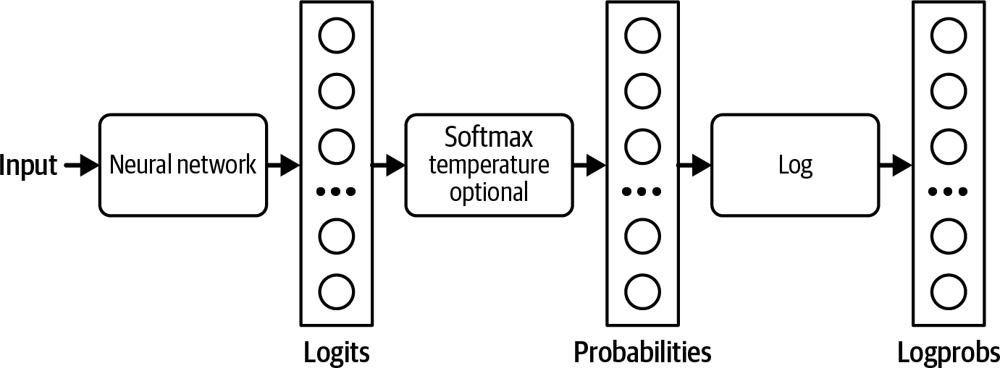 Input
Neural network
Softmax
temperature
optional
Log
Logits
Probabilities
Logprobs